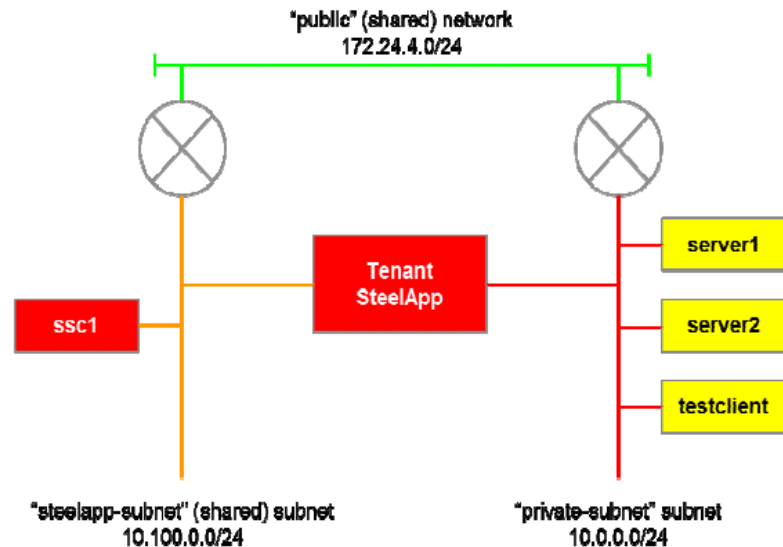 "public" (shared) network
172.24.4.0/24
Tenant
SteelApp
ssc1
server1
server2
testclient
"steelapp-subnet" (shared) subnet
10.100.0.0/24
"private-subnet" subnet
10.0.0.0/24